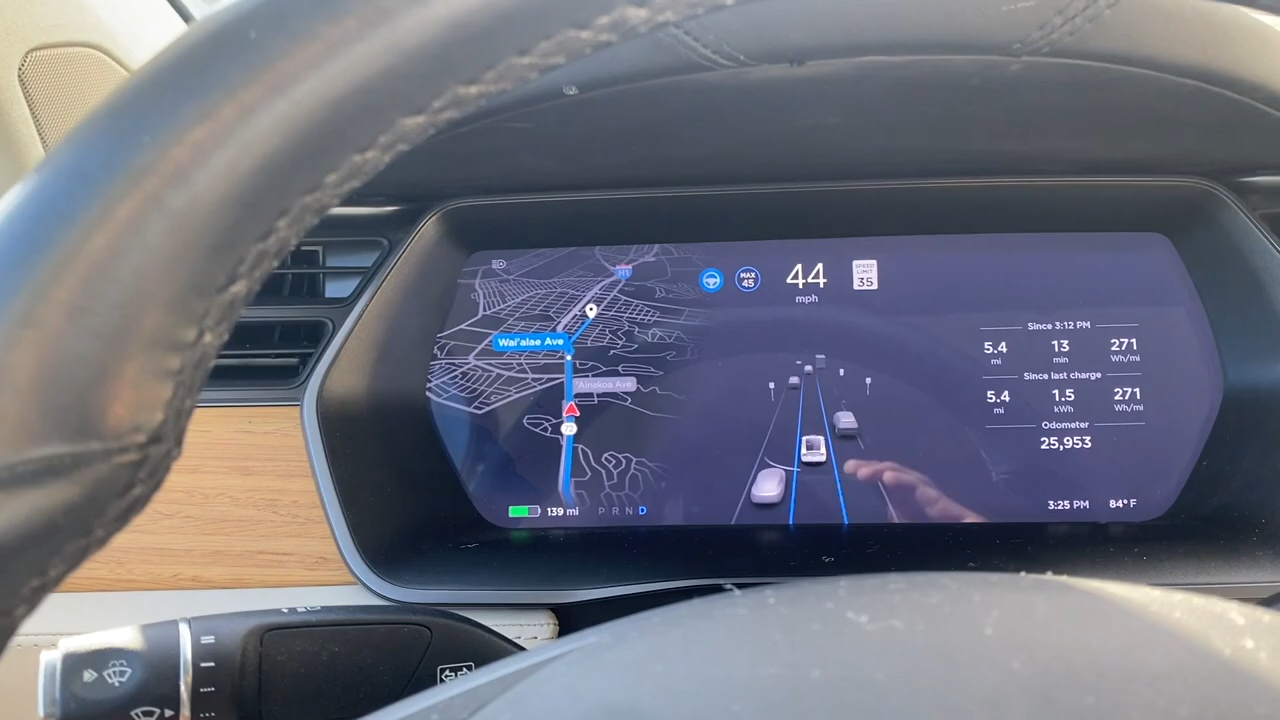 H1
Wai'alae Ave
'Āinakoa Ave
72
139 mi
P R N D
MAX
45
44
mph
SPEED
LIMIT
35
Since 3:12 PM
5.4 13 271
mi min Wh/mi
Since last charge
5.4 1.5 271
mi kWh Wh/mi
Odometer
25,953
3:25 PM 84° F